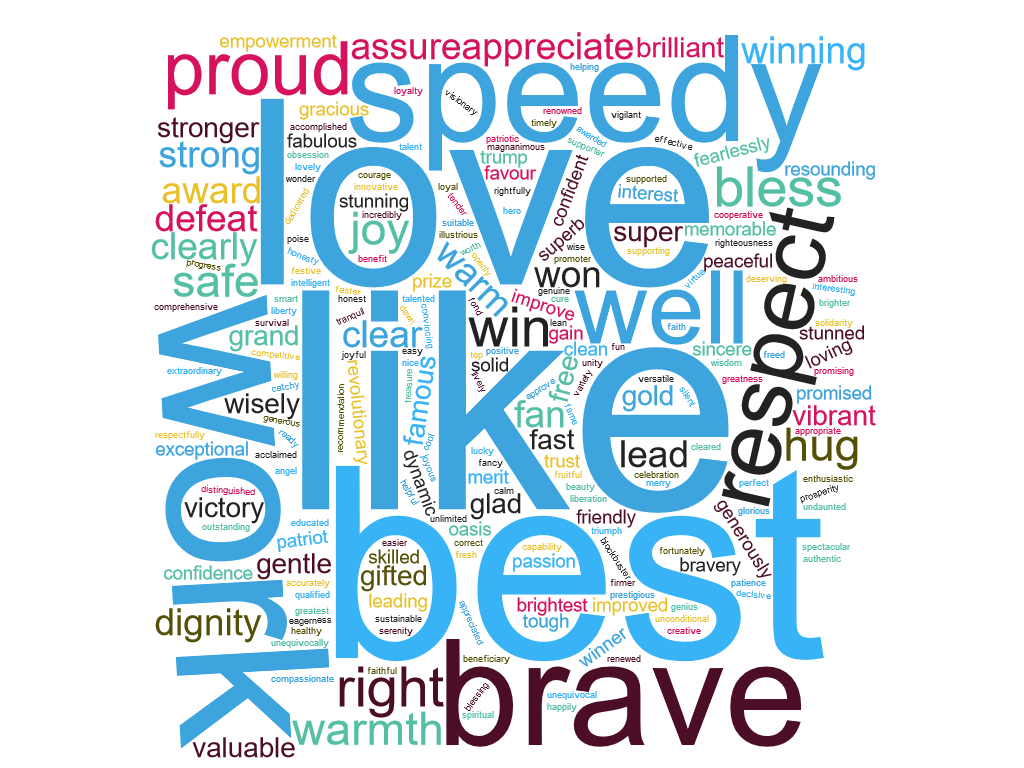 empowerment
proud
assure
appreciate
brilliant
winning
speedy
helping
loyalty
visionary
renowned
timely
vigilant
gracious
stronger
accomplished
fabulous
strong
obsession
lovely
wonder
talent
patriotic
magnanimous
awarded
supporter
effective
fearlessly
resounding
love
courage
innovative
trump
favour
loyal
rightfully
confident
supported
interest
bless
award
dedicated
stunning
incredibly
tender
hero
suitable
cooperative
defeat
joy
illustrious
superb
super
memorable
righteousness
respect
clearly
poise
honesty
benefit
worth
openly
wise
promoter
supporting
peaceful
progress
festive
intelligent
warm
won
genuine
virtue
deserving
ambitious
interesting
safe
faster
prize
comprehensive
smart
liberty
honest
tranquil
talented
dawn
convincing
fond
improve
cure
well
faith
brighter
solidarity
survival
grand
clear
win
lean
gain
stunned
work
like
competitive
joyful
easy
nice
positive
top
clean
fun
sincere
freed
loving
extraordinary
willing
catchy
revolutionary
famous
treasure
solid
lively
unity
wisdom
promising
approve
free
variety
versatile
greatness
silent
wisely
generous
recommendation
fan
fame
gold
promised
vibrant
respectfully
ready
cool
joyous
fast
appropriate
exceptional
acclaimed
lucky
fancy
trust
lead
cleared
hug
angel
dynamic
helpful
merit
fruitful
celebration
merry
perfect
enthusiastic
distinguished
calm
beauty
liberation
prosperity
victory
glad
glorious
undaunted
outstanding
educated
unlimited
oasis
friendly
generously
best
patriot
correct
triumph
blockbuster
easier
fresh
capability
fortunately
spectacular
authentic
gentle
skilled
passion
bravery
confidence
gifted
firmer
patience
accurately
qualified
prestigious
decisive
leading
brightest
improved
genius
greatest
eagerness
healthy
sustainable
serenity
appreciated
tough
unconditional
creative
dignity
unequivocally
winner
renewed
beneficiary
compassionate
faithful
right
blessing
brave
unequivocal
happily
spiritual
warmth
valuable